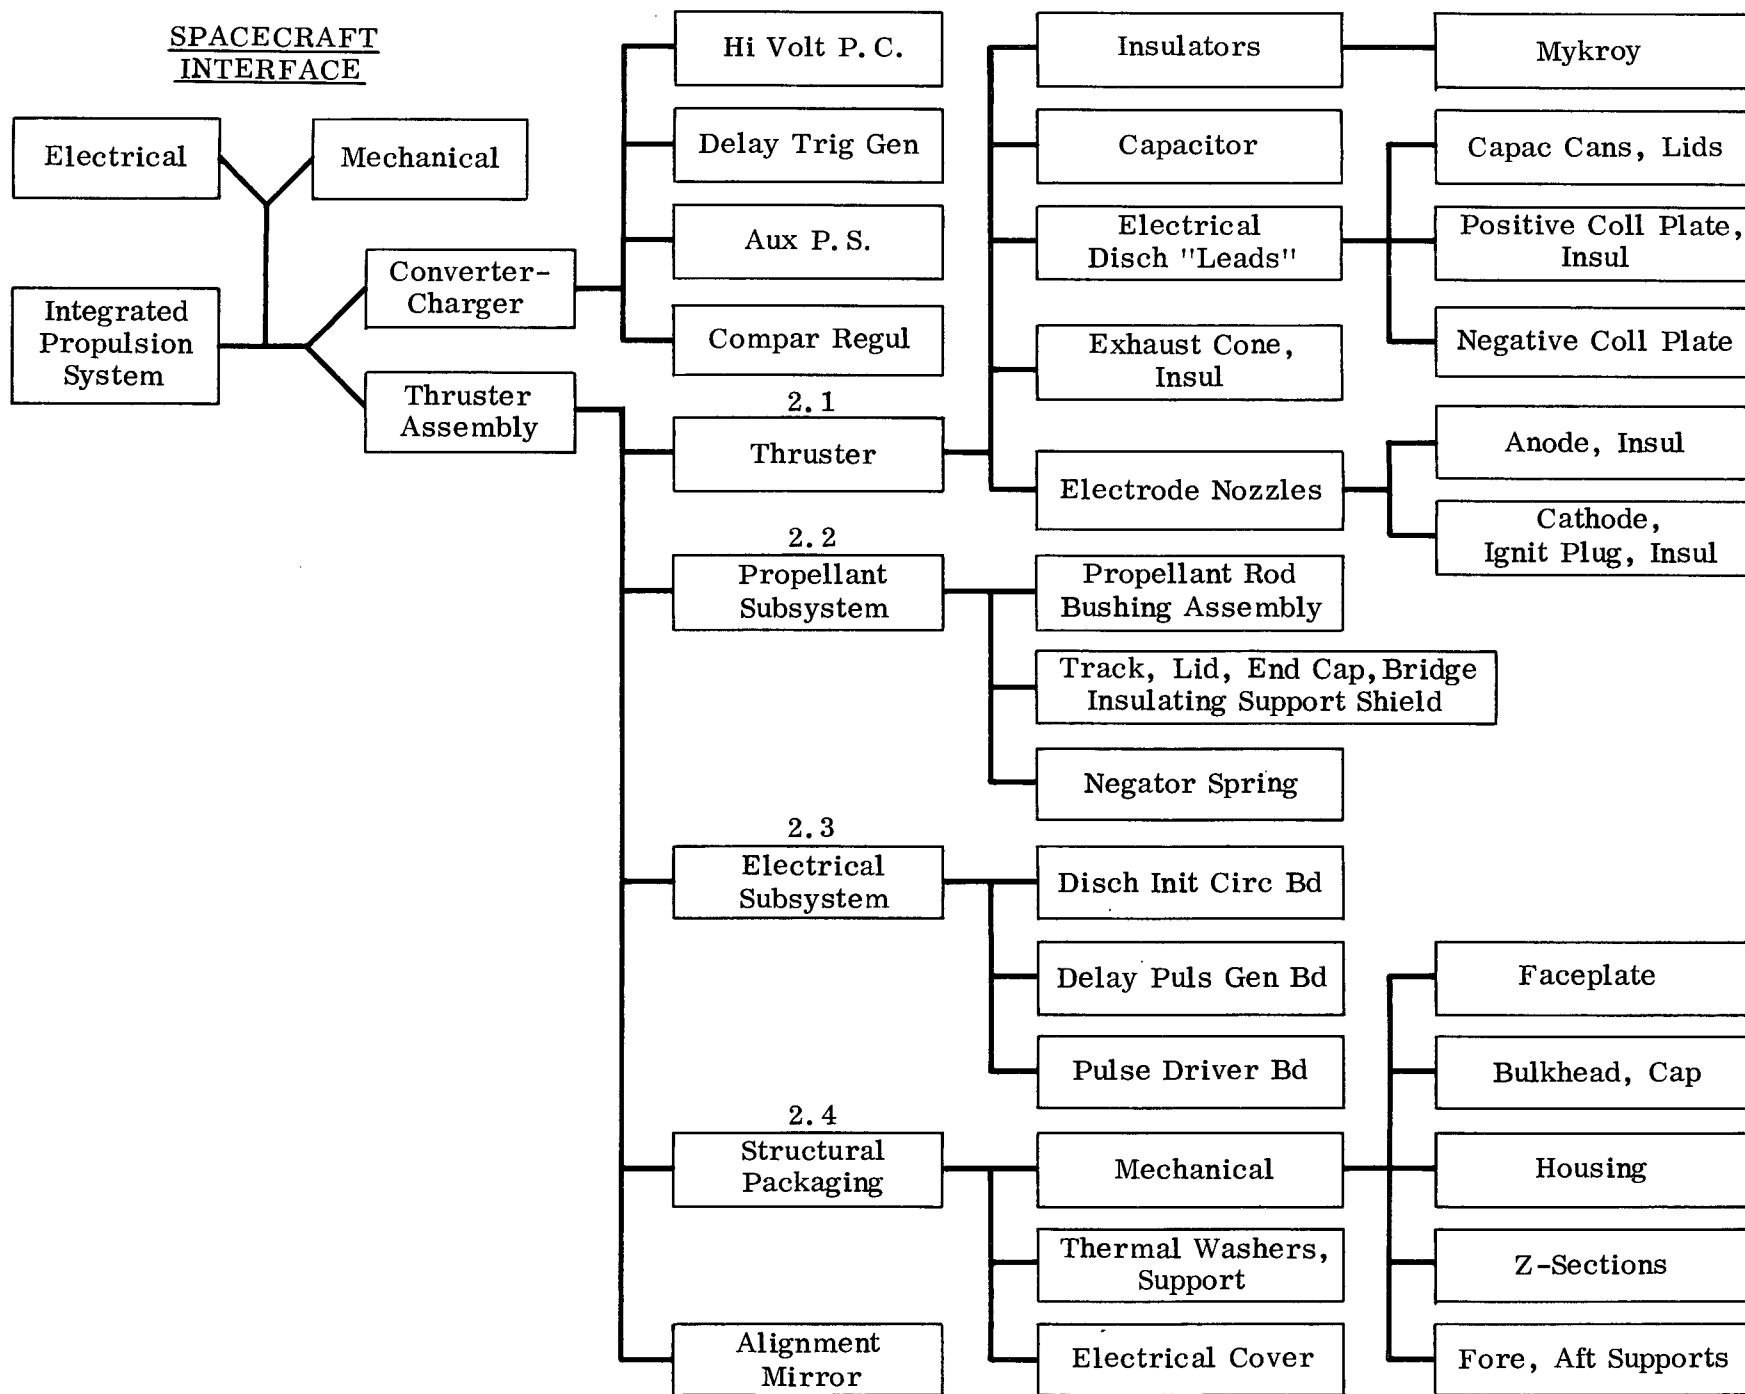 SPACECRAFT
INTERFACE
Electrical
Mechanical
Integrated
Propulsion
System
Converter-
Charger
Thruster
Assembly
Hi Volt P.C.
Delay Trig Gen
Aux P.S.
Compar Regul
2.1
Thruster
2.2
Propellant
Subsystem
2.3
Electrical
Subsystem
2.4
Structural
Packaging
Alignment
Mirror
Insulators
Capacitor
Electrical
Disch "Leads"
Exhaust Cone,
Insul
Electrode Nozzles
Propellant Rod
Bushing Assembly
Track, Lid, End Cap, Bridge
Insulating Support Shield
Negator Spring
Disch Init Circ Bd
Delay Puls Gen Bd
Pulse Driver Bd
Mechanical
Thermal Washers,
Support
Electrical Cover
Mykroy
Capac Cans, Lids
Positive Coll Plate,
Insul
Negative Coll Plate
Anode, Insul
Cathode,
Ignit Plug, Insul
Faceplate
Bulkhead, Cap
Housing
Z-Sections
Fore, Aft Supports